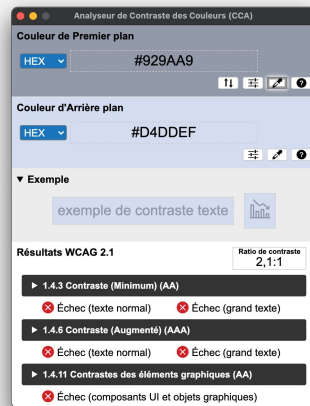 Analyseur de Contraste des Couleurs (CCA)
Couleur de Premier plan
HEX #929AA9
Couleur d'Arrière plan
HEX #D4DDEF
▼ Exemple
exemple de contraste texte
Résultats WCAG 2.1
Ratio de contraste
2,1:1
▶ 1.4.3 Contraste (Minimum) (AA)
Échec (texte normal) Échec (grand texte)
▶ 1.4.6 Contraste (Augmenté) (AAA)
Échec (texte normal) Échec (grand texte)
▶ 1.4.11 Contrastes des éléments graphiques (AA)
Échec (composants UI et objets graphiques)